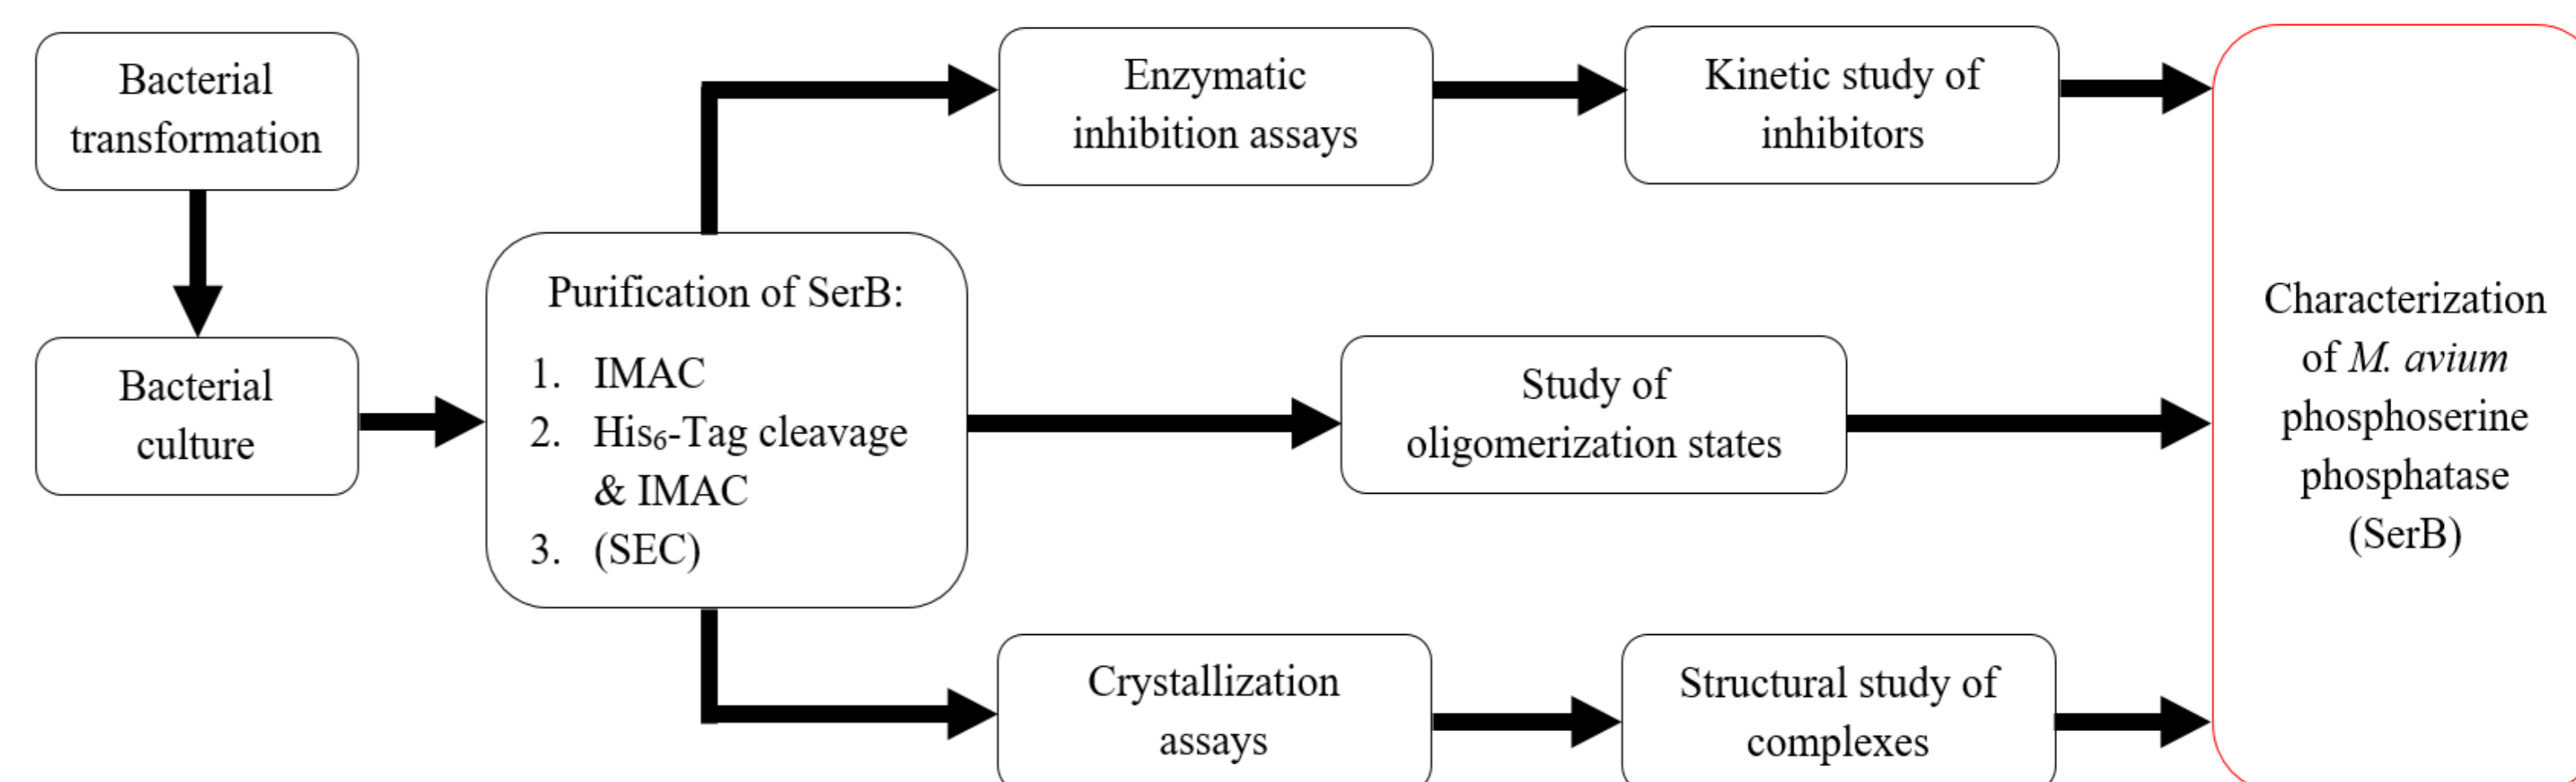 Bacterial
transformation
Bacterial
culture
Purification of SerB:
1. IMAC
2. His₆-Tag cleavage
& IMAC
3. (SEC)
Enzymatic
inhibition assays
Kinetic study of
inhibitors
Study of
oligomerization states
Crystallization
assays
Structural study of
complexes
Characterization
of M. avium
phosphoserine
phosphatase
(SerB)